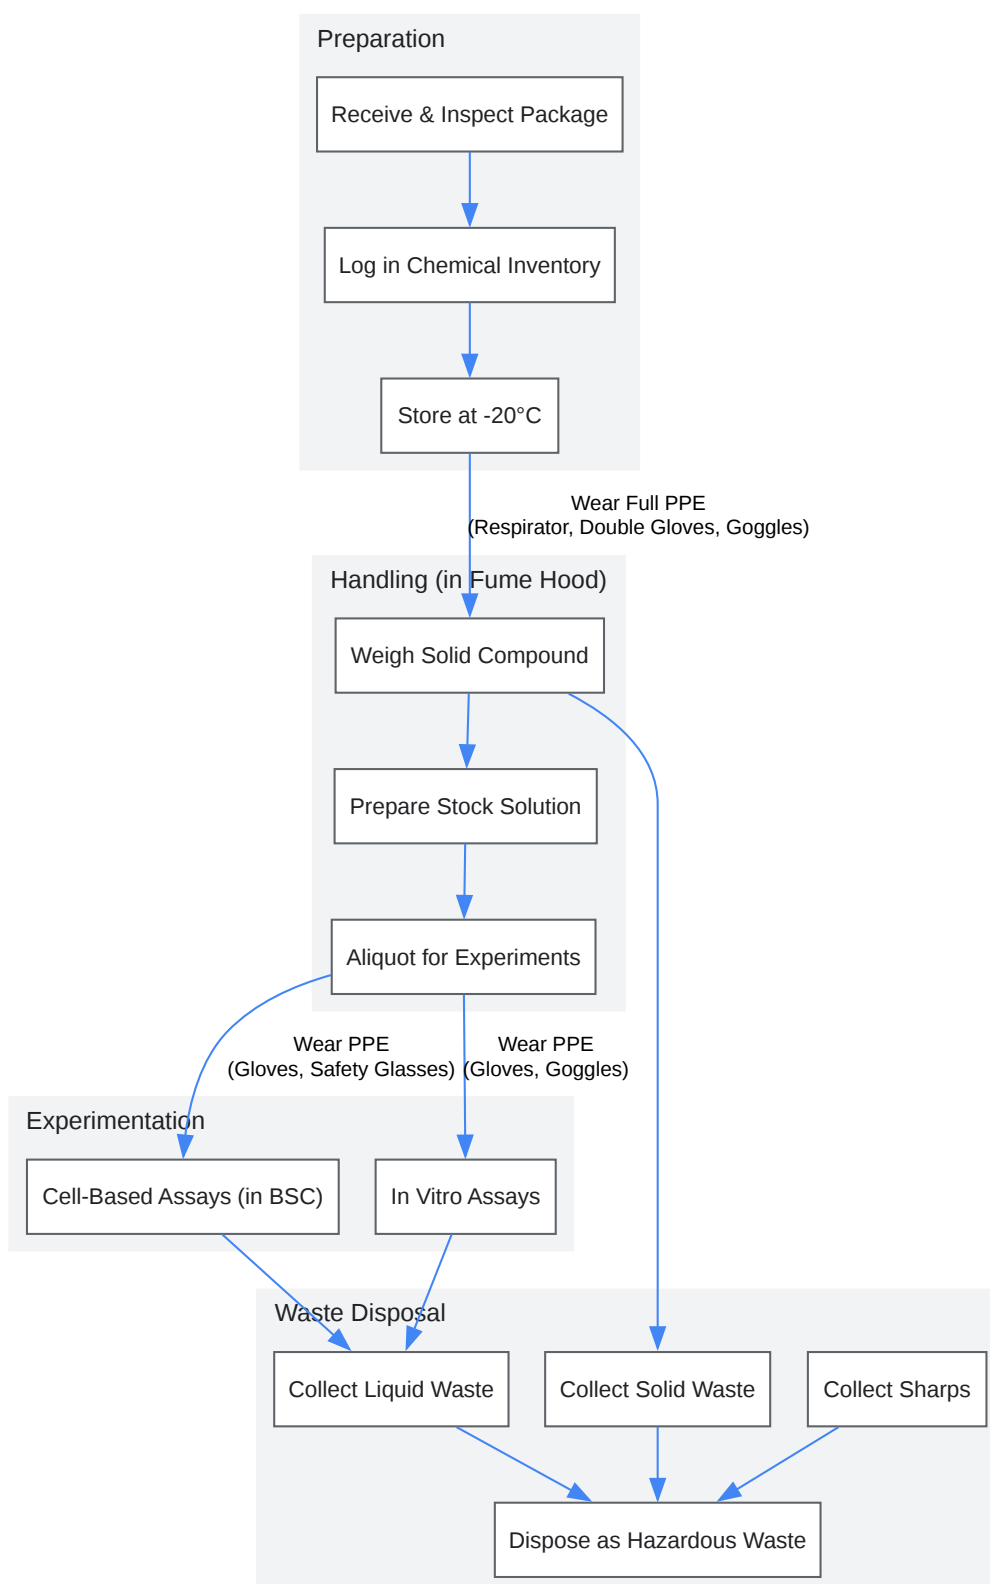 Preparation
Receive & Inspect Package
Log in Chemical Inventory
Store at -20°C
Wear Full PPE
(Respirator, Double Gloves, Goggles)
Handling (in Fume Hood)
Weigh Solid Compound
Prepare Stock Solution
Aliquot for Experiments
Wear PPE
(Gloves, Safety Glasses)
Wear PPE
(Gloves, Goggles)
Experimentation
Cell-Based Assays (in BSC)
In Vitro Assays
Waste Disposal
Collect Liquid Waste
Collect Solid Waste
Collect Sharps
Dispose as Hazardous Waste